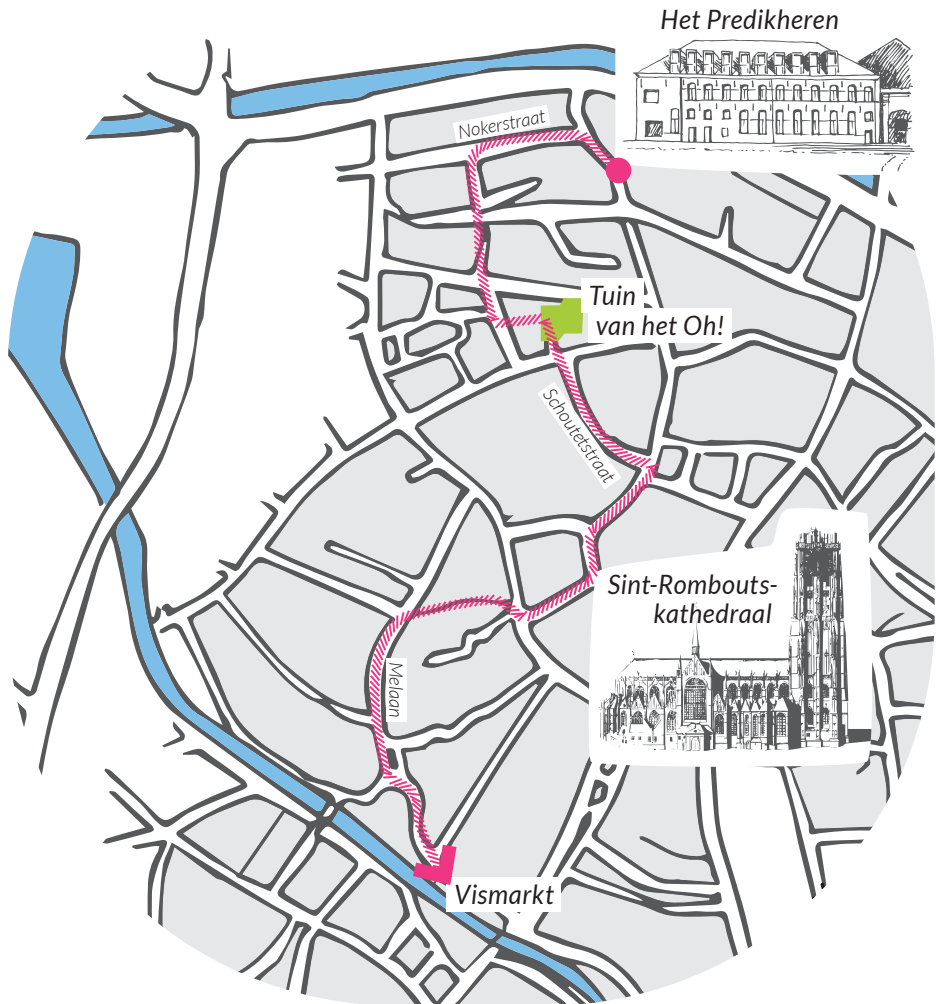 Het Predikheren
Nokerstraat
Tuin
van het Oh!
Schoutetstraat
Sint-Rombouts-
kathedraal
Melaan
Vismarkt